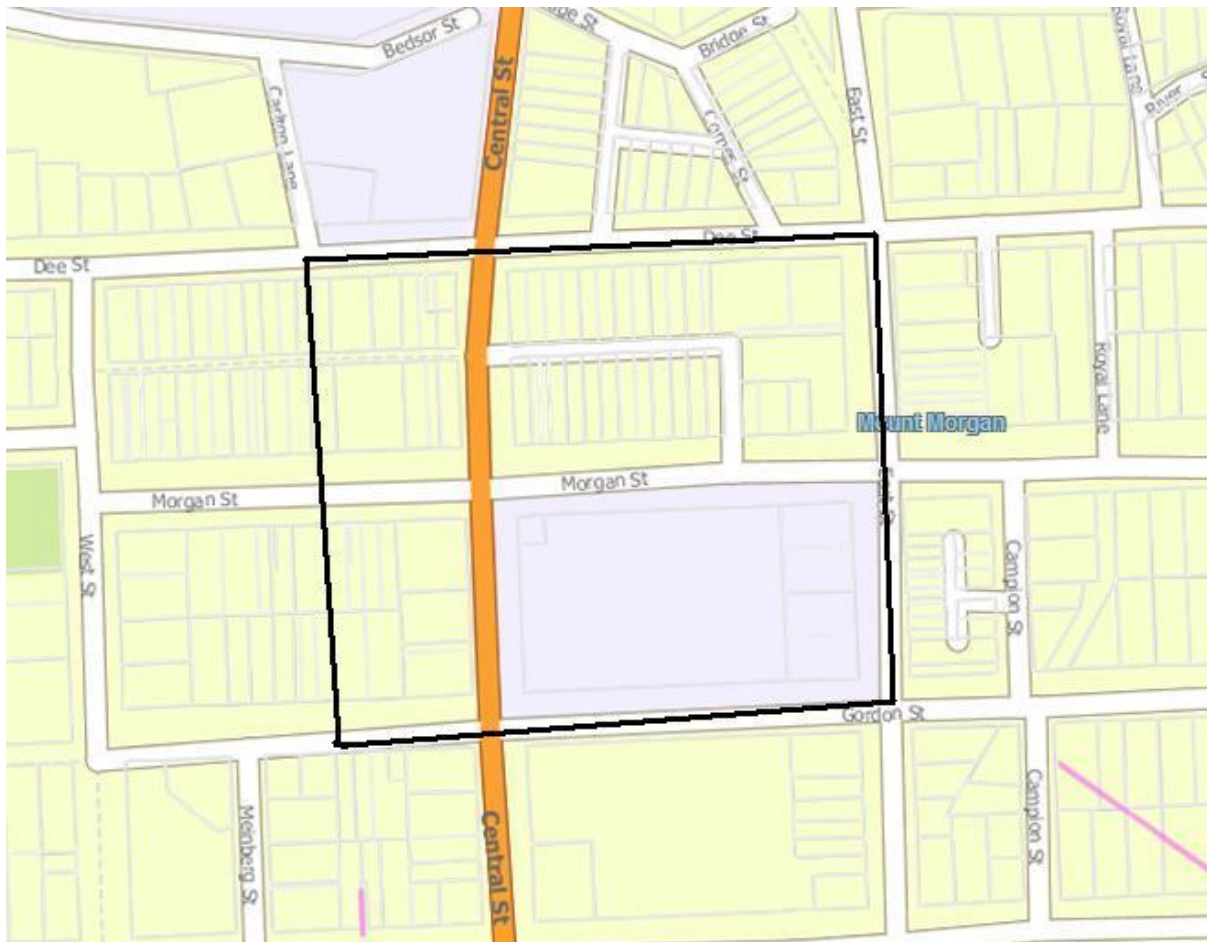 Bedsor St
Central St
Bridge St
East St
Royal Lane
River
Carlton Lane
Dee St
Dee St
Mount Morgan
Royal Lane
Morgan St
Morgan St
East St
West St
Campion St
Gordon St
Meinberg St
Central St
Campion St